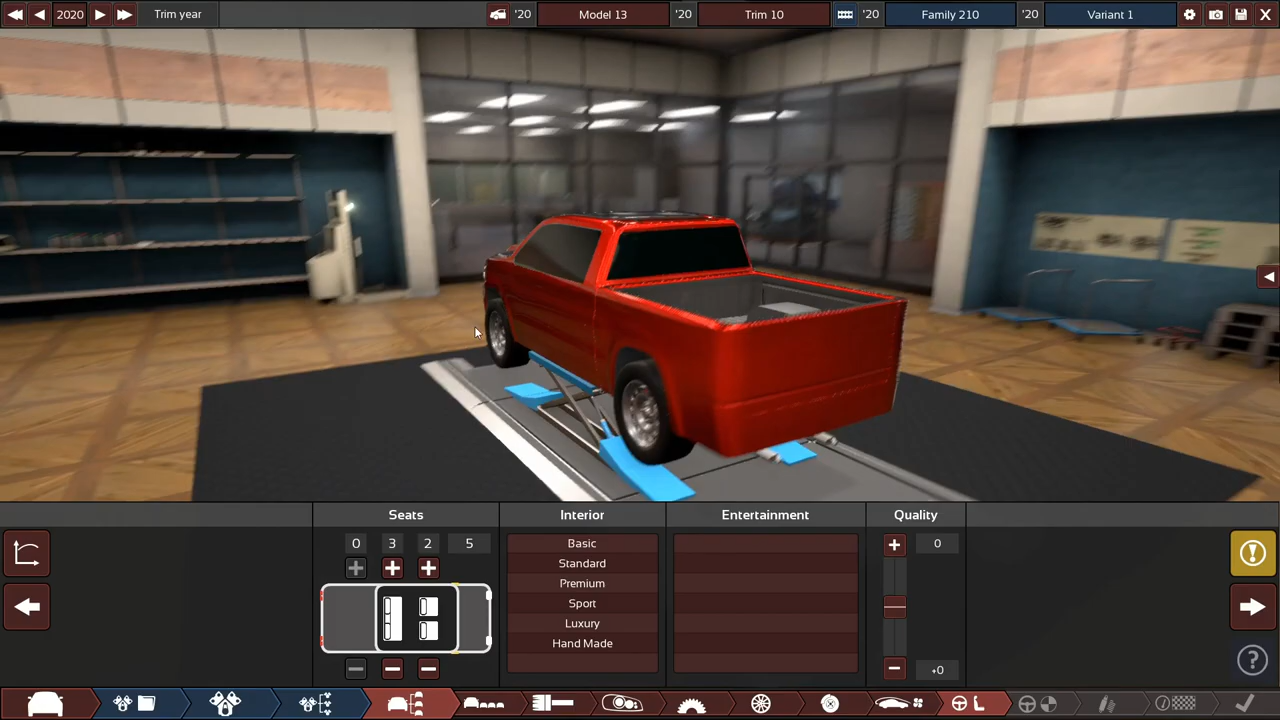 2020 Trim year '20 Model 13 '20 Trim 10 '20 Family 210 '20 Variant 1
Seats Interior Entertainment Quality
0 3 2 5
Basic
Standard
Premium
Sport
Luxury
Hand Made
0
+0